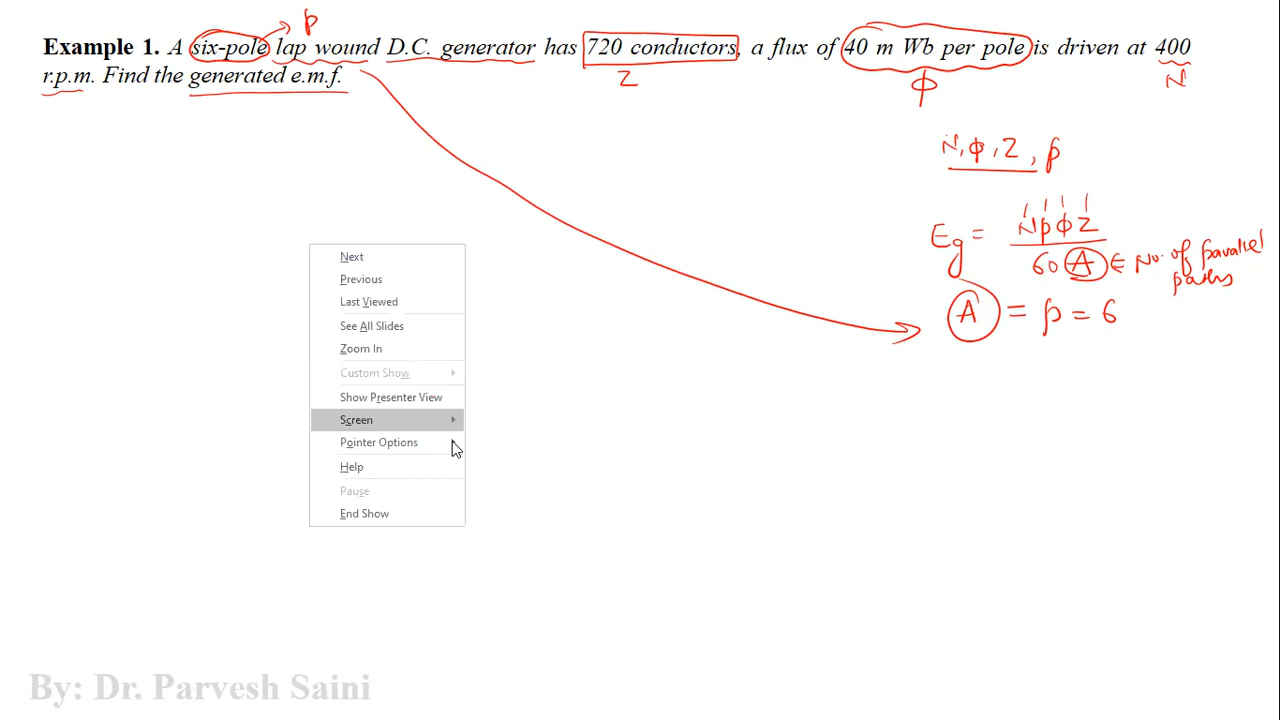 p
Example 1. A six-pole lap wound D.C. generator has 720 conductors, a flux of 40 m Wb per pole is driven at 400
r.p.m. Find the generated e.m.f.
Z
ϕ
N
N, ϕ, Z, p
Eg = NpϕZ
60 A ∈ No. of parallel
paths
A = p = 6
Next
Previous
Last Viewed
See All Slides
Zoom In
Custom Show
Show Presenter View
Screen
Pointer Options
Help
Pause
End Show
By: Dr. Parvesh Saini